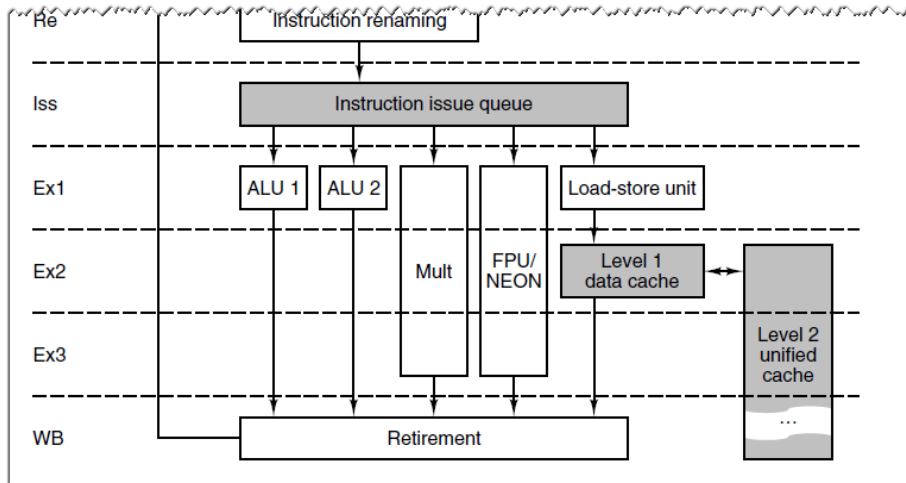 Re
Instruction renaming
Iss
Instruction issue queue
Ex1
ALU 1
ALU 2
Load-store unit
Ex2
Mult
FPU/
NEON
Level 1
data cache
Ex3
Level 2
unified
cache
...
WB
Retirement